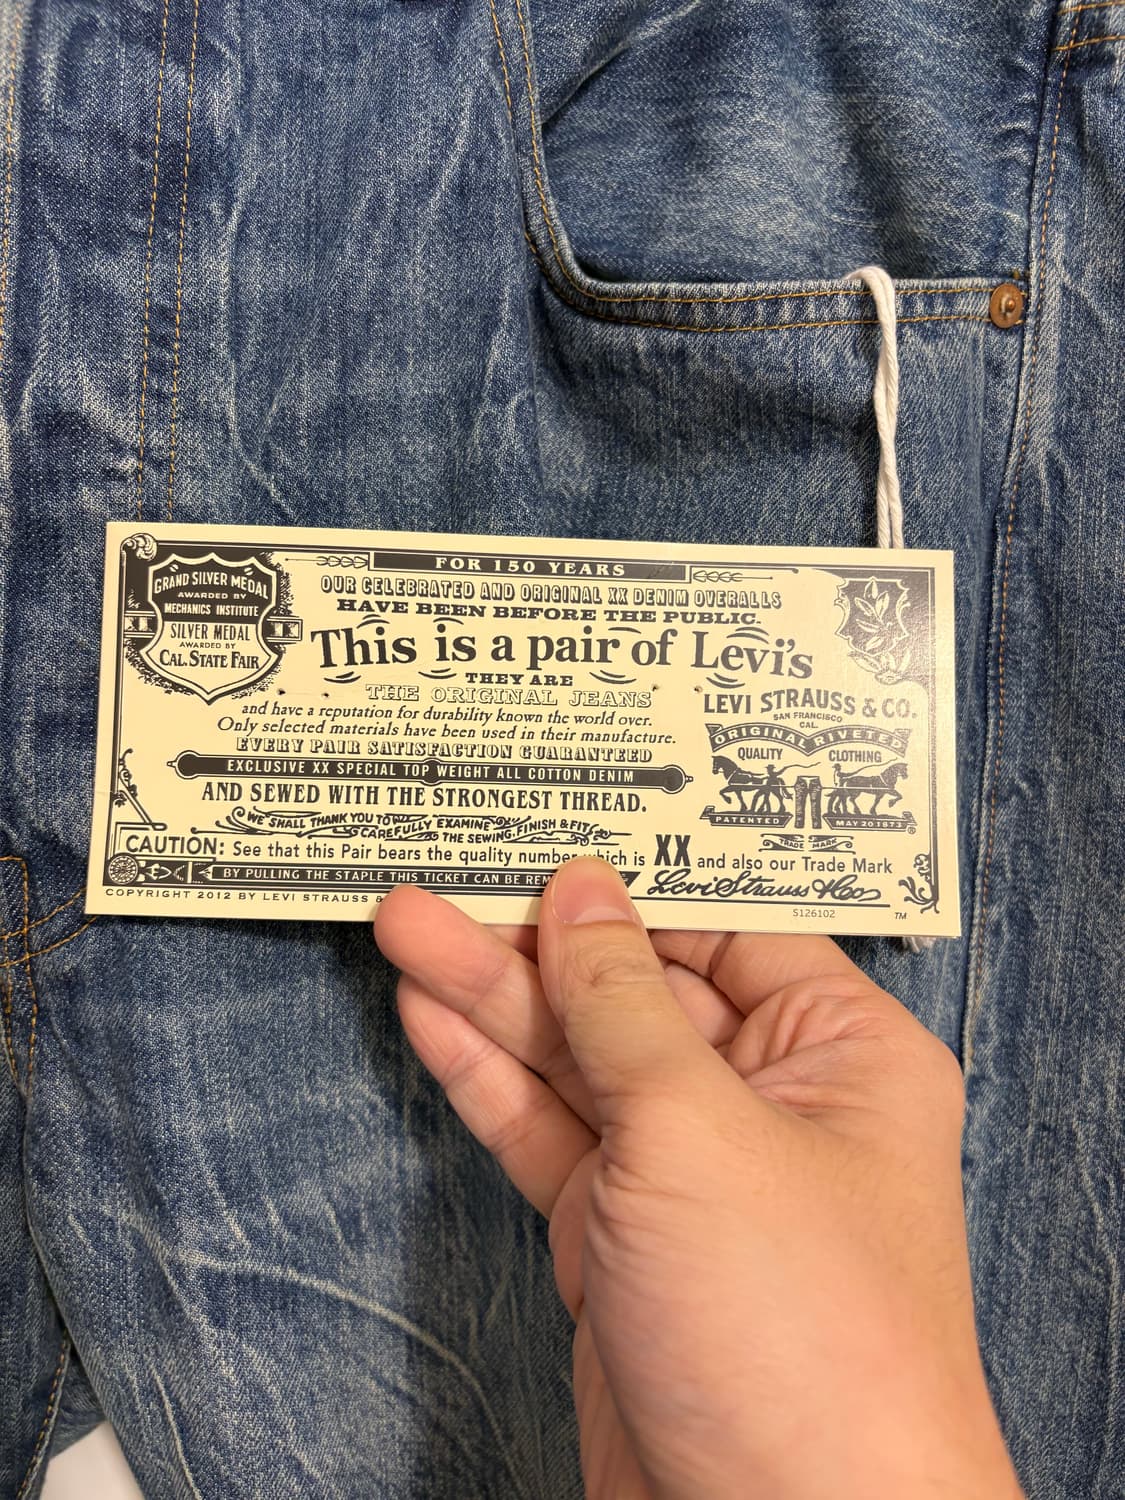 GRAND SILVER MEDAL
AWARDED BY
MECHANICS INSTITUTE
SILVER MEDAL
AWARDED BY
CAL. STATE FAIR
FOR 150 YEARS
OUR CELEBRATED AND ORIGINAL XX DENIM OVERALLS
HAVE BEEN BEFORE THE PUBLIC.
This is a pair of Levi's
THEY ARE
THE ORIGINAL JEANS
and have a reputation for durability known the world over.
Only selected materials have been used in their manufacture.
EVERY PAIR SATISFACTION GUARANTEED
EXCLUSIVE XX SPECIAL TOP WEIGHT ALL COTTON DENIM
AND SEWED WITH THE STRONGEST THREAD.
WE SHALL THANK YOU TO
CAREFULLY EXAMINE
THE SEWING, FINISH & FIT
LEVI STRAUSS & CO.
SAN FRANCISCO
CAL.
ORIGINAL RIVETED
QUALITY CLOTHING
PATENTED MAY 20 1873
TRADE MARK
CAUTION: See that this Pair bears the quality number which is XX and also our Trade Mark
BY PULLING THE STAPLE THIS TICKET CAN BE
Levi Strauss & Co
COPYRIGHT 2012 BY LEVI STRAUSS &
S126102
TM